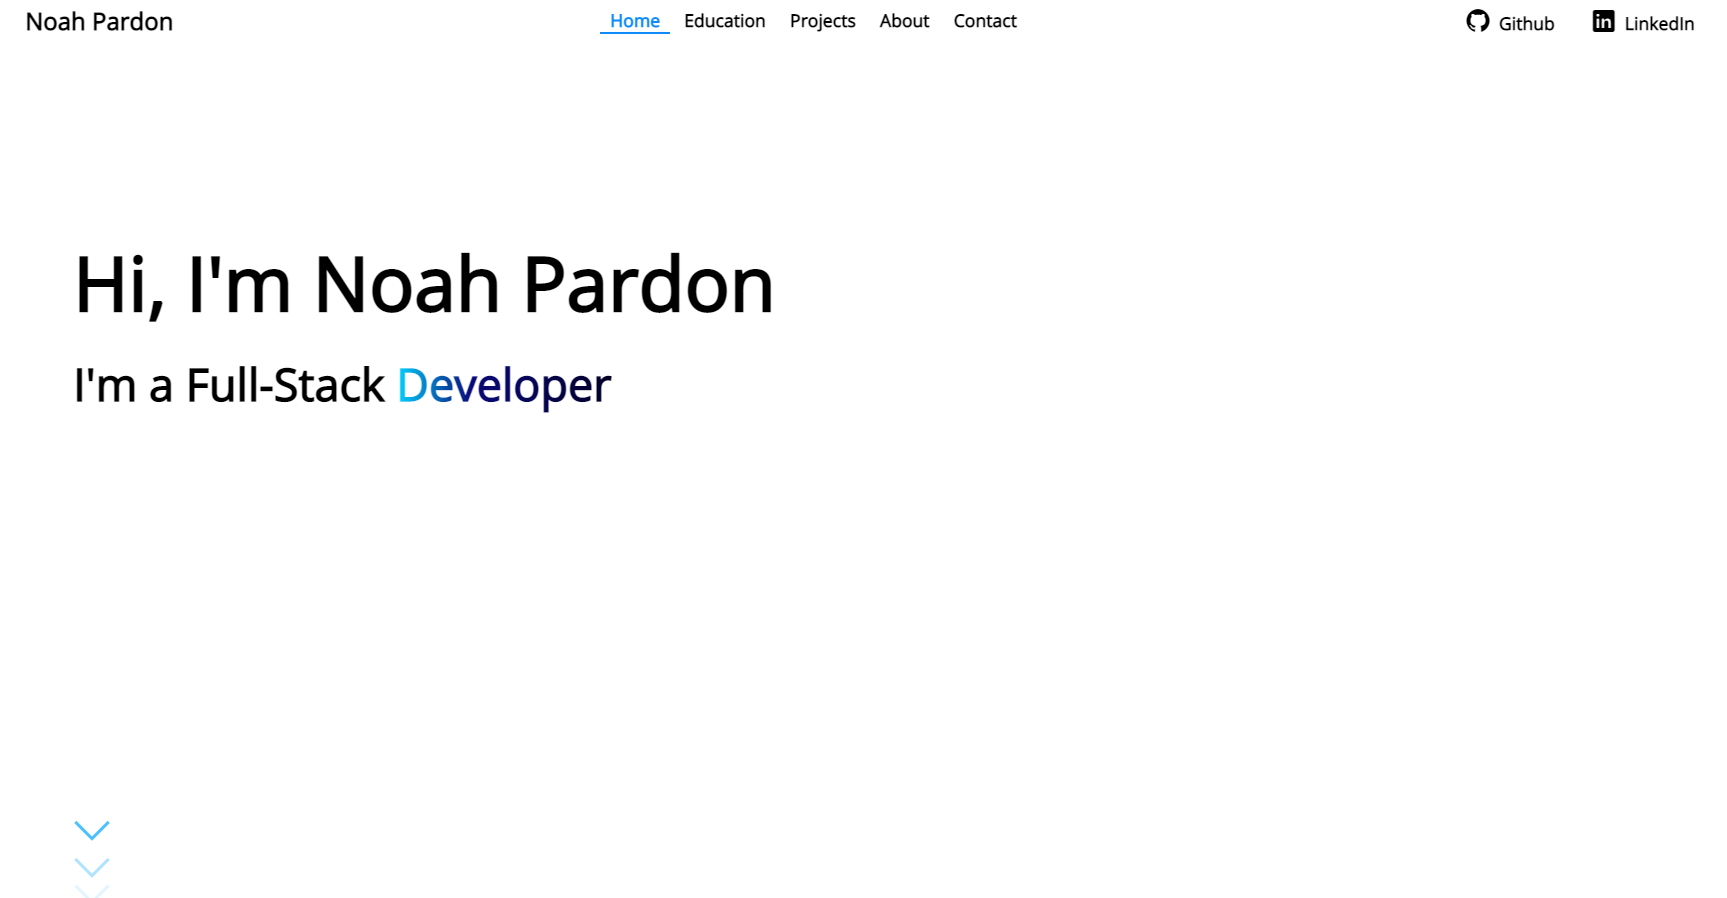 Noah Pardon
Home Education Projects About Contact
Github LinkedIn
Hi, I'm Noah Pardon
I'm a Full-Stack Developer